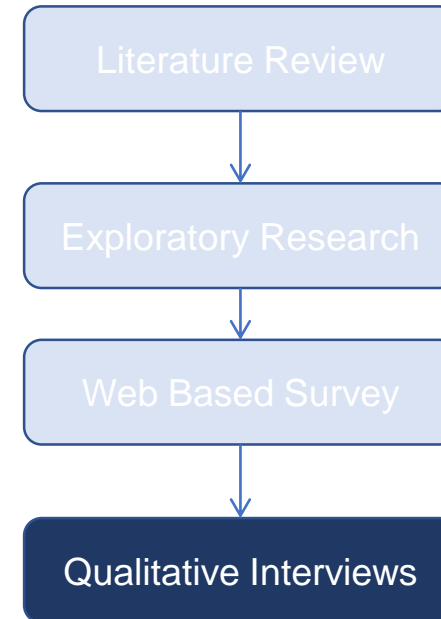 Literature Review
Exploratory Research
Web Based Survey
Qualitative Interviews